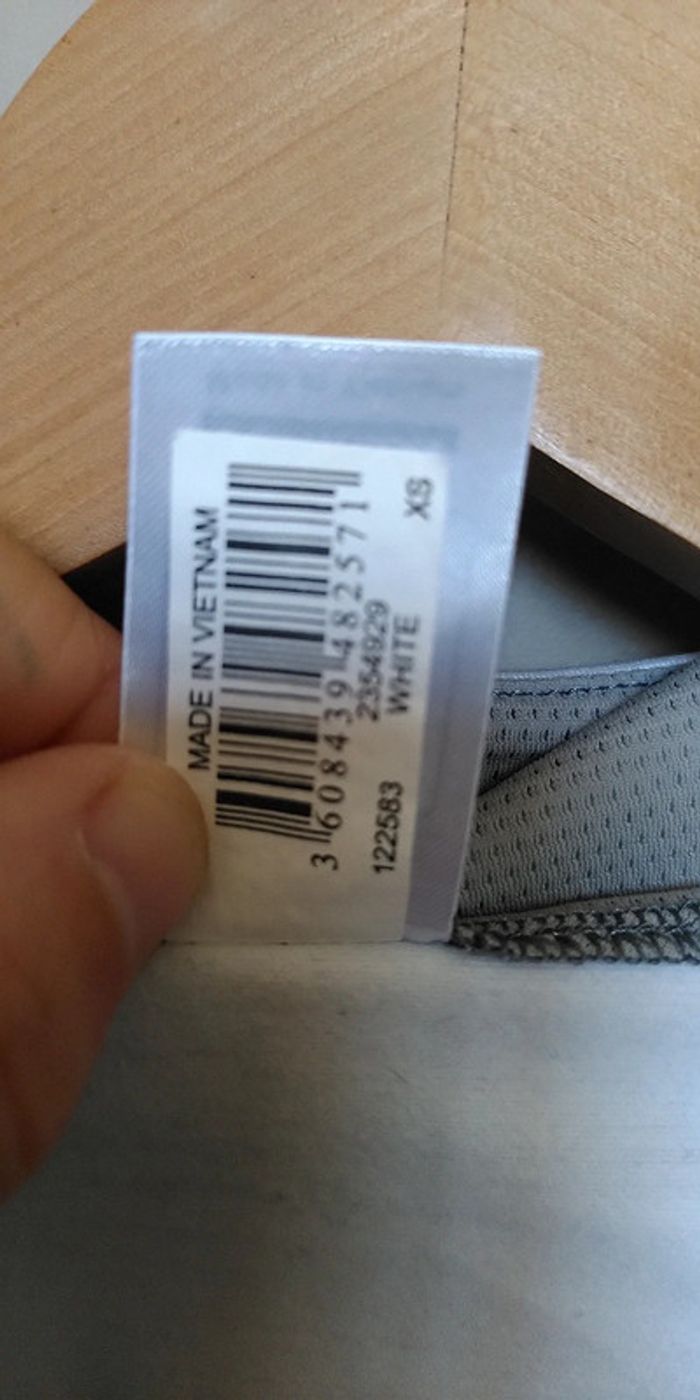 MADE IN VIETNAM
3 608439 482571
2354929
122583 WHITE XS